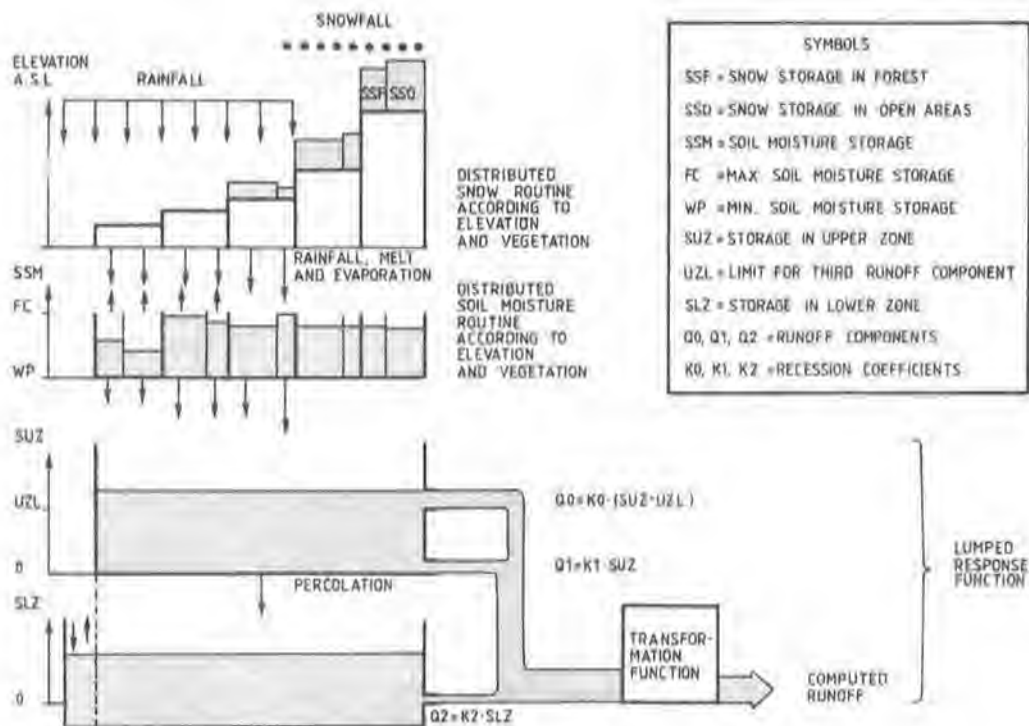 SNOWFALL
ELEVATION
A.S.L
RAINFALL
SSF SSO
DISTRIBUTED
SNOW ROUTINE
ACCORDING TO
ELEVATION
AND VEGETATION
RAINFALL, MELT
AND EVAPORATION
SSM
FC
WP
DISTRIBUTED
SOIL MOISTURE
ROUTINE
ACCORDING TO
ELEVATION
AND VEGETATION
SYMBOLS
SSF = SNOW STORAGE IN FOREST
SSO = SNOW STORAGE IN OPEN AREAS
SSM = SOIL MOISTURE STORAGE
FC = MAX. SOIL MOISTURE STORAGE
WP = MIN. SOIL MOISTURE STORAGE
SUZ = STORAGE IN UPPER ZONE
UZL = LIMIT FOR THIRD RUNOFF COMPONENT
SLZ = STORAGE IN LOWER ZONE
Q0, Q1, Q2 = RUNOFF COMPONENTS
K0, K1, K2 = RECESSION COEFFICIENTS
SUZ
UZL
0
Q0=K0·(SUZ-UZL)
Q1=K1·SUZ
PERCOLATION
SLZ
0
Q2=K2·SLZ
TRANSFOR-
MATION
FUNCTION
COMPUTED
RUNOFF
LUMPED
RESPONSE
FUNCTION